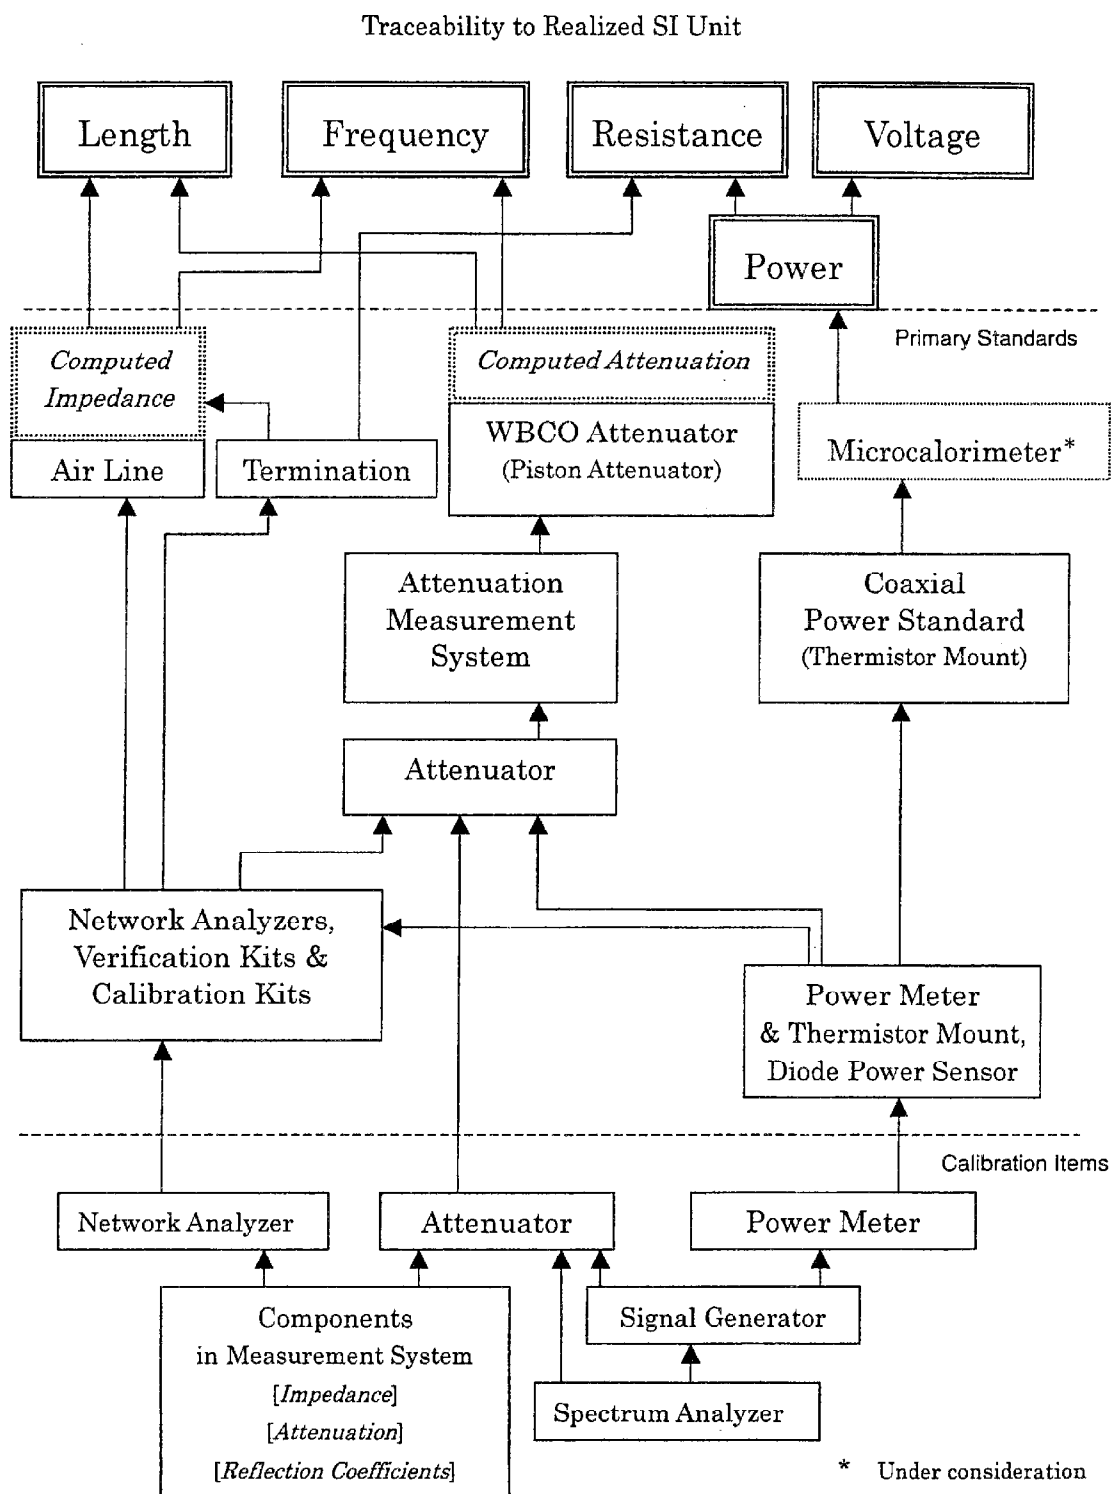 Traceability to Realized SI Unit
Length
Frequency
Resistance
Voltage
Power
Primary Standards
Computed
Impedance
Air Line
Termination
Computed Attenuation
WBCO Attenuator
(Piston Attenuator)
Microcalorimeter*
Attenuation
Measurement
System
Coaxial
Power Standard
(Thermistor Mount)
Attenuator
Network Analyzers,
Verification Kits &
Calibration Kits
Power Meter
& Thermistor Mount,
Diode Power Sensor
Calibration Items
Network Analyzer
Attenuator
Power Meter
Components
in Measurement System
[Impedance]
[Attenuation]
[Reflection Coefficients]
Signal Generator
Spectrum Analyzer
* Under consideration